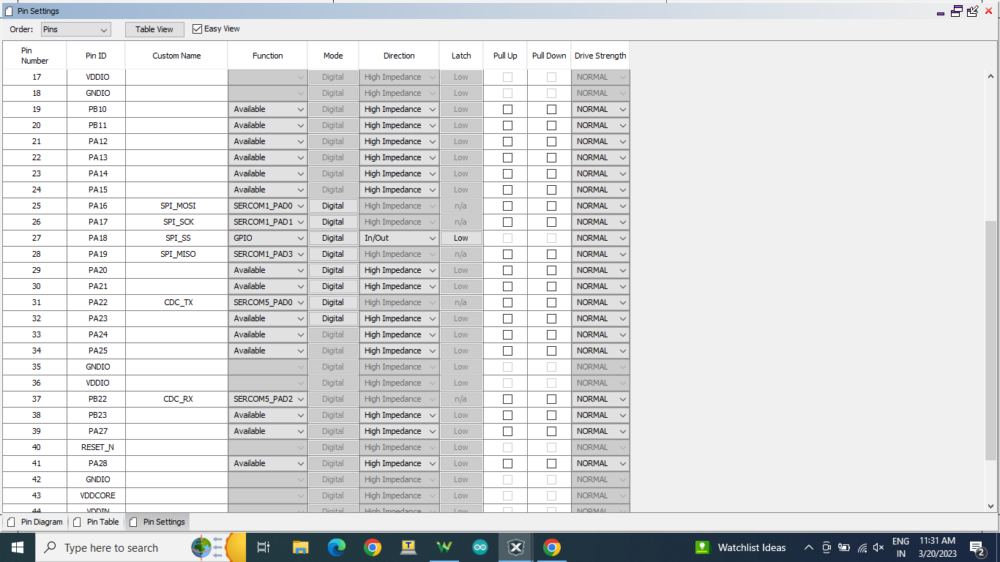 Pin Settings
Order: Pins Table View Easy View
Pin Number Pin ID Custom Name Function Mode Direction Latch Pull Up Pull Down Drive Strength
17 VDDIO Digital High Impedance Low NORMAL
18 GNDIO Digital High Impedance Low NORMAL
19 PB10 Available Digital High Impedance Low NORMAL
20 PB11 Available Digital High Impedance Low NORMAL
21 PA12 Available Digital High Impedance Low NORMAL
22 PA13 Available Digital High Impedance Low NORMAL
23 PA14 Available Digital High Impedance Low NORMAL
24 PA15 Available Digital High Impedance Low NORMAL
25 PA16 SPI_MOSI SERCOM1_PAD0 Digital High Impedance n/a NORMAL
26 PA17 SPI_SCK SERCOM1_PAD1 Digital High Impedance n/a NORMAL
27 PA18 SPI_SS GPIO Digital In/Out Low NORMAL
28 PA19 SPI_MISO SERCOM1_PAD3 Digital High Impedance n/a NORMAL
29 PA20 Available Digital High Impedance Low NORMAL
30 PA21 Available Digital High Impedance Low NORMAL
31 PA22 CDC_TX SERCOM5_PAD0 Digital High Impedance n/a NORMAL
32 PA23 Available Digital High Impedance Low NORMAL
33 PA24 Available Digital High Impedance Low NORMAL
34 PA25 Available Digital High Impedance Low NORMAL
35 GNDIO Digital High Impedance Low NORMAL
36 VDDIO Digital High Impedance Low NORMAL
37 PB22 CDC_RX SERCOM5_PAD2 Digital High Impedance n/a NORMAL
38 PB23 Available Digital High Impedance Low NORMAL
39 PA27 Available Digital High Impedance Low NORMAL
40 RESET_N Digital High Impedance Low NORMAL
41 PA28 Available Digital High Impedance Low NORMAL
42 GNDIO Digital High Impedance Low NORMAL
43 VDDCORE Digital High Impedance Low NORMAL
44 VDDIN Digital High Impedance Low NORMAL
Pin Diagram Pin Table Pin Settings
Type here to search T Watchlist Ideas ENG IN 11:31 AM 3/20/2023 2